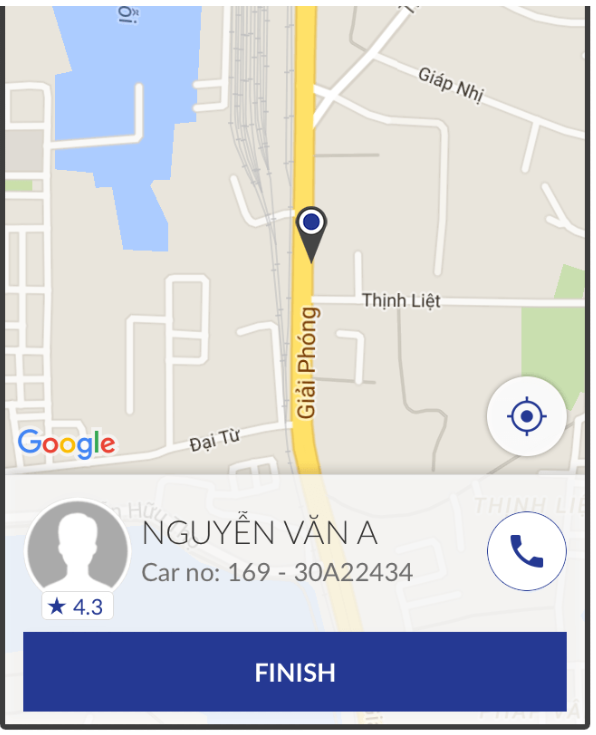 ồi
Giáp Nhị
Thịnh Liệt
Giải Phóng
Đại Từ
Google
THỊNH LIỆ
NGUYỄN VĂN A
Car no: 169 - 30A22434
★ 4.3
FINISH